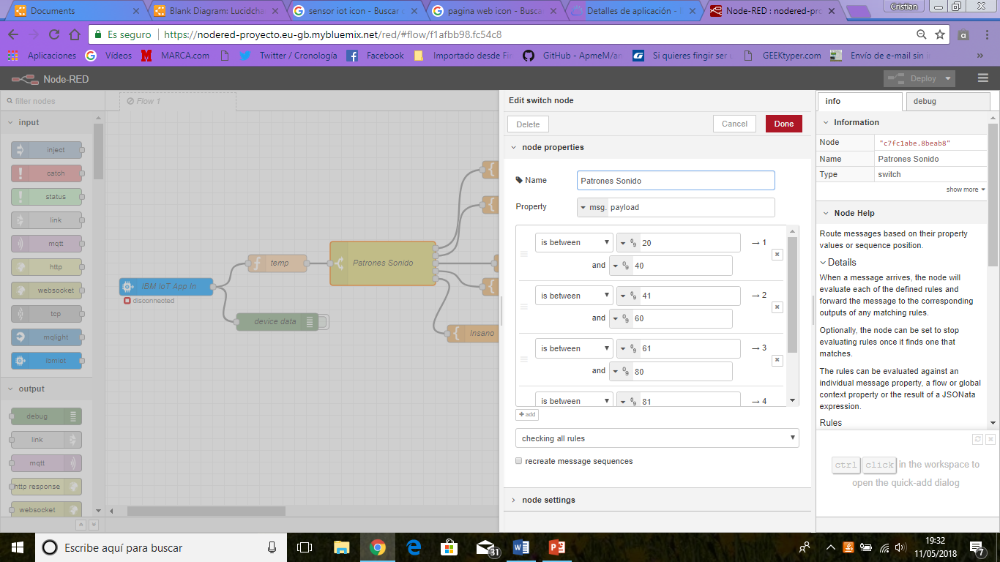 Documents
Blank Diagram: Lucidcha
sensor iot icon - Buscar
pagina web icon - Busca
Detalles de aplicación -
Node-RED : nodered-pro
Cristian
Es seguro
https://nodered-proyecto.eu-gb.mybluemix.net/red/#flow/f1afbb98.fc54c8
Aplicaciones
Vídeos
MARCA.com
Twitter / Cronología
Facebook
Importado desde Fir
GitHub - ApmeM/an
Si quieres fingir ser
GEEKtyper.com
Envío de e-mail sin i
Node-RED
Deploy
filter nodes
Flow 1
input
inject
catch
status
link
mqtt
http
websocket
tcp
mqlight
ibmiot
output
debug
link
mqtt
http response
websocket
IBM IoT App In
disconnected
temp
device data
Patrones Sonido
Insano
Edit switch node
Delete
Cancel
Done
node properties
Name
Patrones Sonido
Property
msg. payload
is between 20 → 1
and 40
is between 41 → 2
and 60
is between 61 → 3
and 80
is between 81 → 4
+ add
checking all rules
recreate message sequences
node settings
info
debug
Information
Node "c7fc1abe.8beab8"
Name Patrones Sonido
Type switch
show more
Node Help
Route messages based on their property
values or sequence position.
Details
When a message arrives, the node will
evaluate each of the defined rules and
forward the message to the corresponding
outputs of any matching rules.
Optionally, the node can be set to stop
evaluating rules once it finds one that
matches.
The rules can be evaluated against an
individual message property, a flow or global
context property or the result of a JSONata
expression.
Rules
ctrl click in the workspace to
open the quick-add dialog
Escribe aquí para buscar
31
19:32
11/05/2018
7